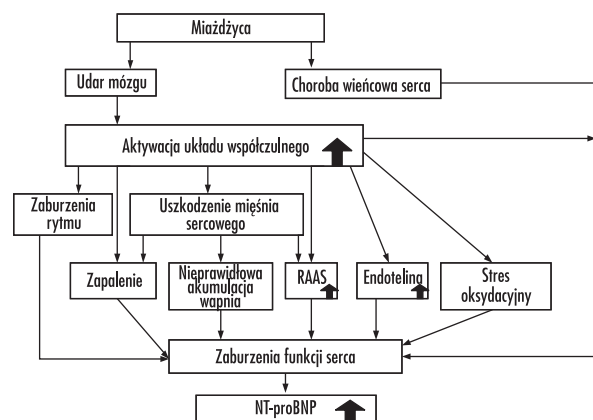 Miażdżyca
Udar mózgu
Choroba wieńcowa serca
Aktywacja układu współczulnego
Zaburzenia
rytmu
Uszkodzenie mięśnia
sercowego
Zapalenie
Nieprawidłowa
akumulacja
wapnia
RAAS
Endotelina
Stres
oksydacyjny
Zaburzenia funkcji serca
NT-proBNP